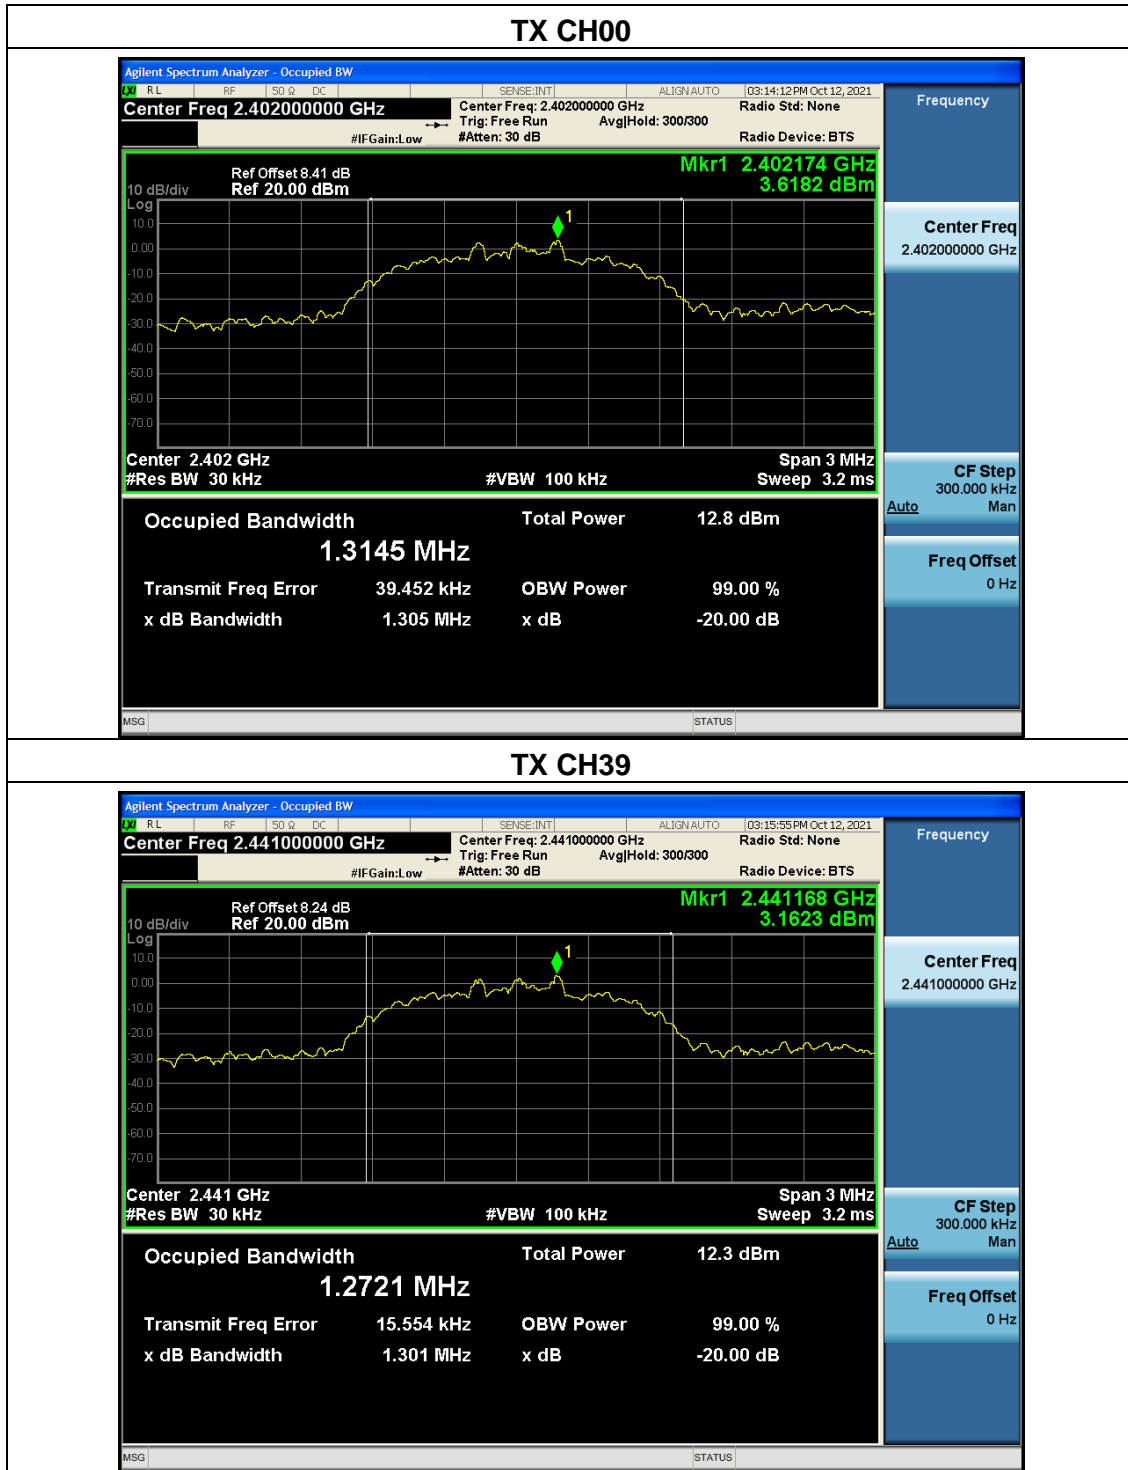 TX CH00
Agilent Spectrum Analyzer - Occupied BW
LXI RL RF 50 Ω DC SENSE:INT ALIGN AUTO 03:14:12 PM Oct 12, 2021
Center Freq 2.402000000 GHz
Center Freq: 2.402000000 GHz Radio Std: None
Trig: Free Run Avg|Hold: 300/300
#IFGain:Low #Atten: 30 dB Radio Device: BTS
Frequency
Mkr1 2.402174 GHz
3.6182 dBm
Ref Offset 8.41 dB
10 dB/div Ref 20.00 dBm
Log
10.0
0.00
-10.0
-20.0
-30.0
-40.0
-50.0
-60.0
-70.0
1
Center 2.402 GHz Span 3 MHz
#Res BW 30 kHz #VBW 100 kHz Sweep 3.2 ms
Occupied Bandwidth Total Power 12.8 dBm
1.3145 MHz
Transmit Freq Error 39.452 kHz OBW Power 99.00 %
x dB Bandwidth 1.305 MHz x dB -20.00 dB
Center Freq
2.402000000 GHz
CF Step
300.000 kHz
Auto Man
Freq Offset
0 Hz
MSG STATUS
TX CH39
Agilent Spectrum Analyzer - Occupied BW
LXI RL RF 50 Ω DC SENSE:INT ALIGN AUTO 03:15:55 PM Oct 12, 2021
Center Freq 2.441000000 GHz
Center Freq: 2.441000000 GHz Radio Std: None
Trig: Free Run Avg|Hold: 300/300
#IFGain:Low #Atten: 30 dB Radio Device: BTS
Frequency
Mkr1 2.441168 GHz
3.1623 dBm
Ref Offset 8.24 dB
10 dB/div Ref 20.00 dBm
Log
10.0
0.00
-10.0
-20.0
-30.0
-40.0
-50.0
-60.0
-70.0
1
Center 2.441 GHz Span 3 MHz
#Res BW 30 kHz #VBW 100 kHz Sweep 3.2 ms
Occupied Bandwidth Total Power 12.3 dBm
1.2721 MHz
Transmit Freq Error 15.554 kHz OBW Power 99.00 %
x dB Bandwidth 1.301 MHz x dB -20.00 dB
Center Freq
2.441000000 GHz
CF Step
300.000 kHz
Auto Man
Freq Offset
0 Hz
MSG STATUS